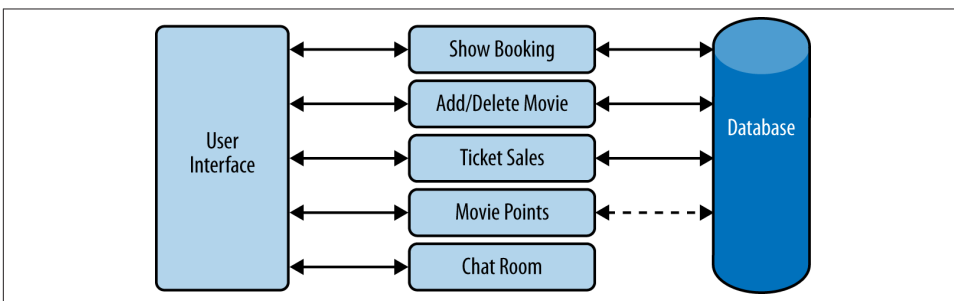 User
Interface
Show Booking
Add/Delete Movie
Ticket Sales
Movie Points
Chat Room
Database